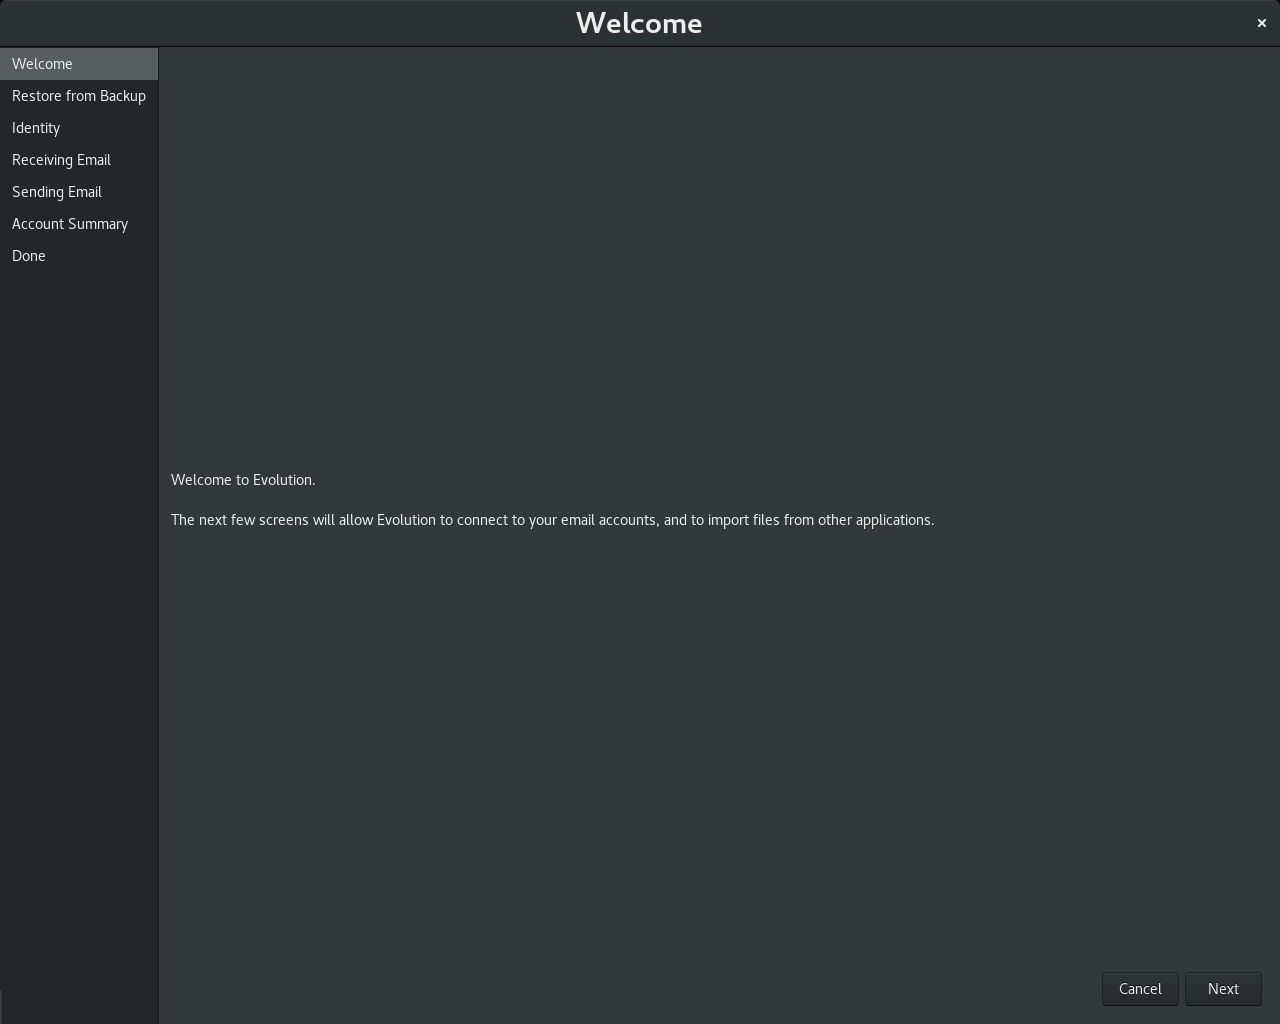 Welcome
Welcome
Restore from Backup
Identity
Receiving Email
Sending Email
Account Summary
Done
Welcome to Evolution.
The next few screens will allow Evolution to connect to your email accounts, and to import files from other applications.
Cancel
Next